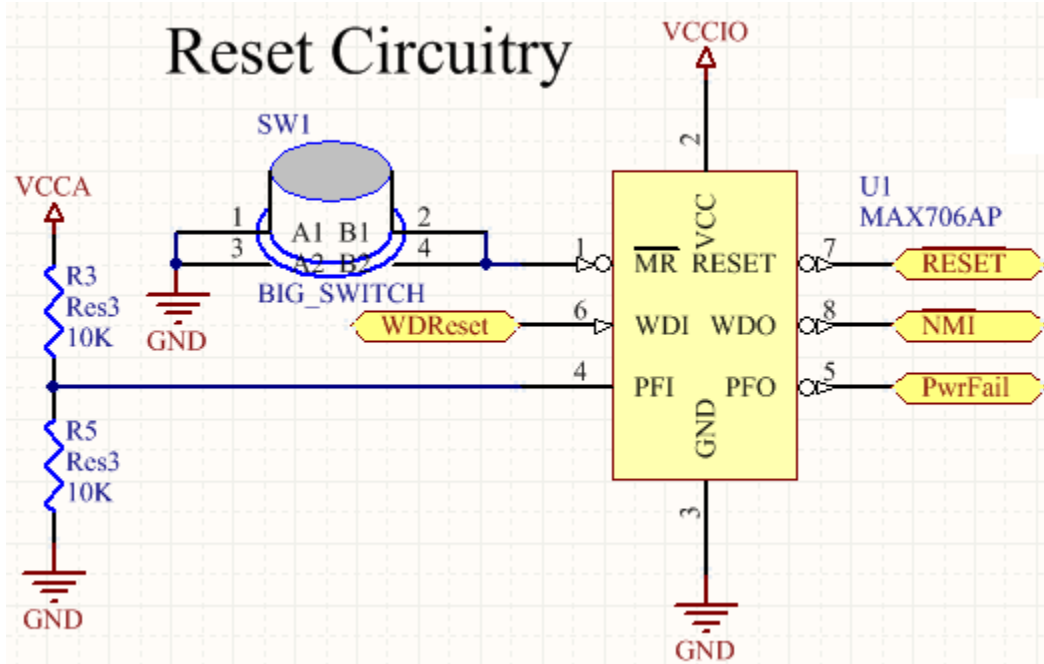 Reset Circuitry
VCCIO
SW1
2
VCCA
U1
MAX706AP
1 A1 B1 2
3 A2 B2 4
BIG_SWITCH
GND
R3
Res3
10K
VCC
1 MR RESET 7 RESET
WDReset 6 WDI WDO 8 NMI
4 PFI PFO 5 PwrFail
GND
R5
Res3
10K
3
GND
GND